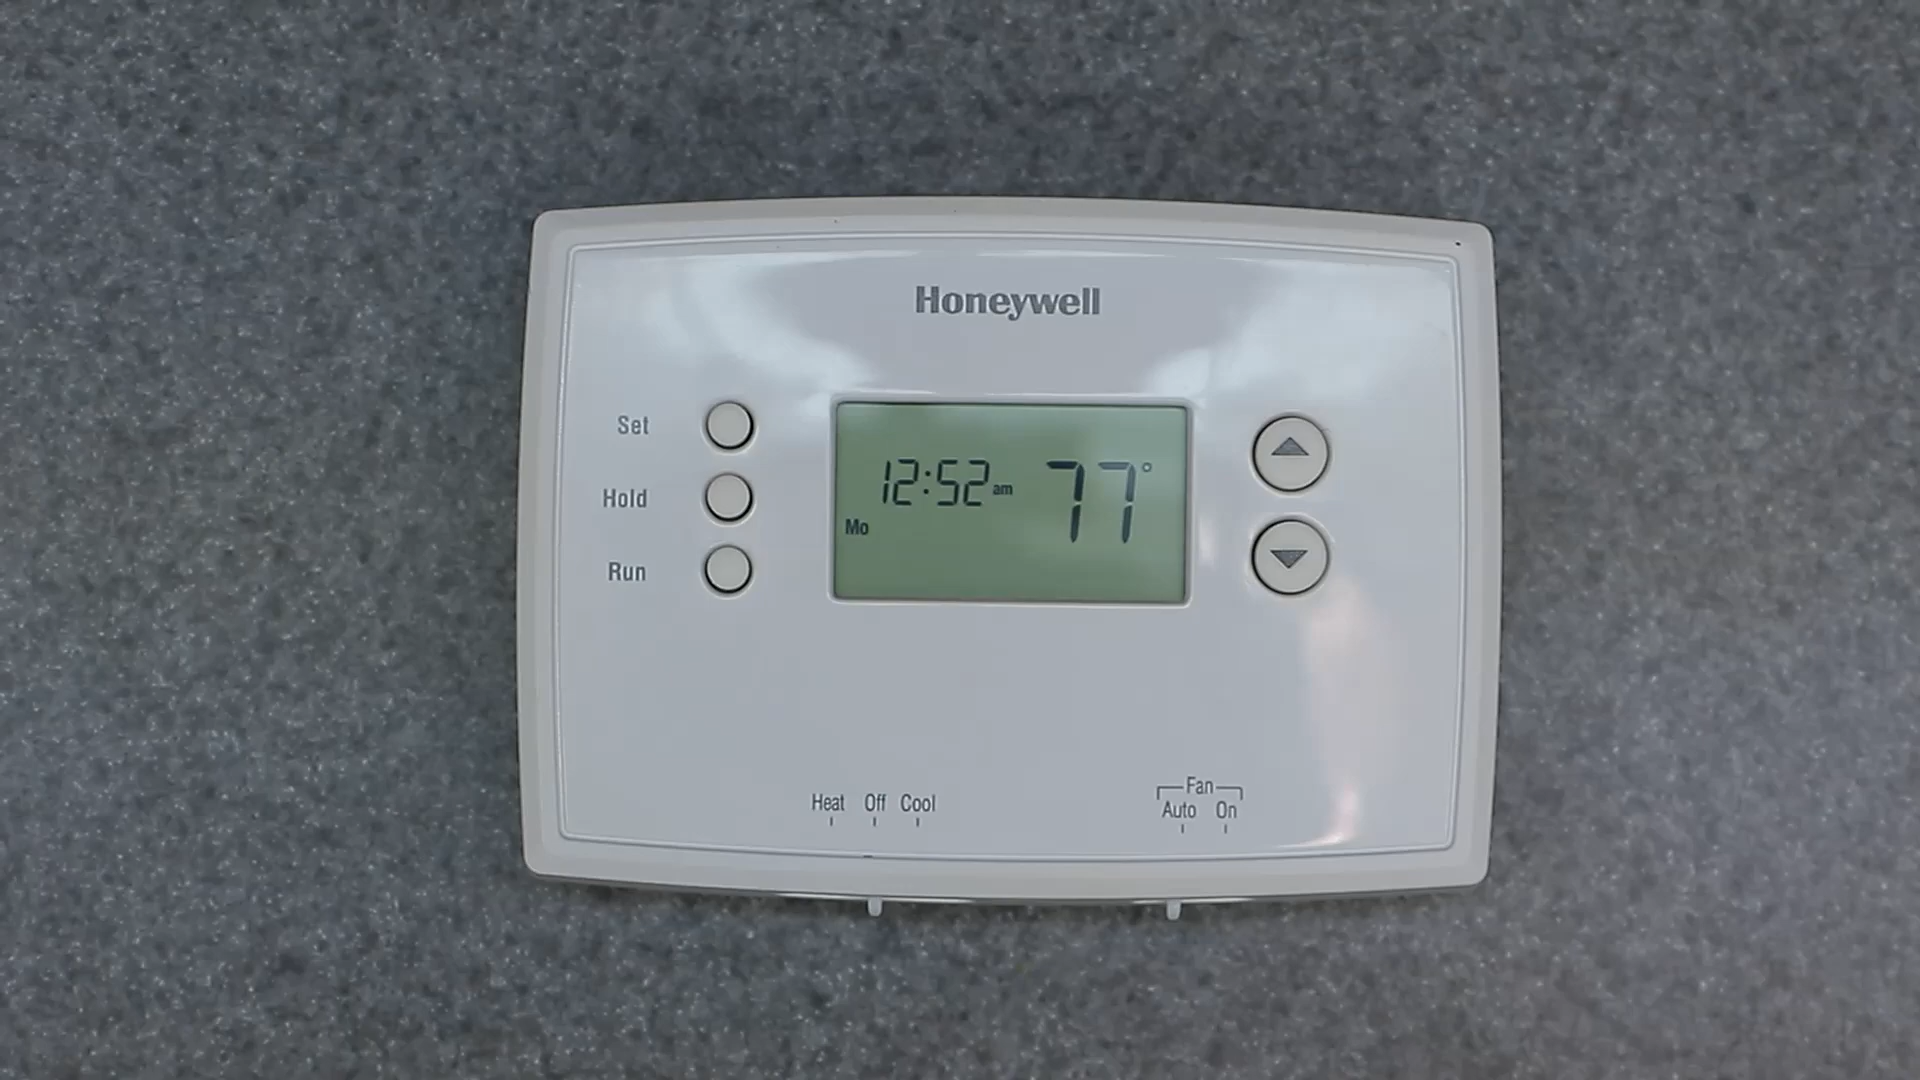 Honeywell
Set
Hold
Run
12:52 am 77°
Mo
Heat Off Cool
Fan
Auto On